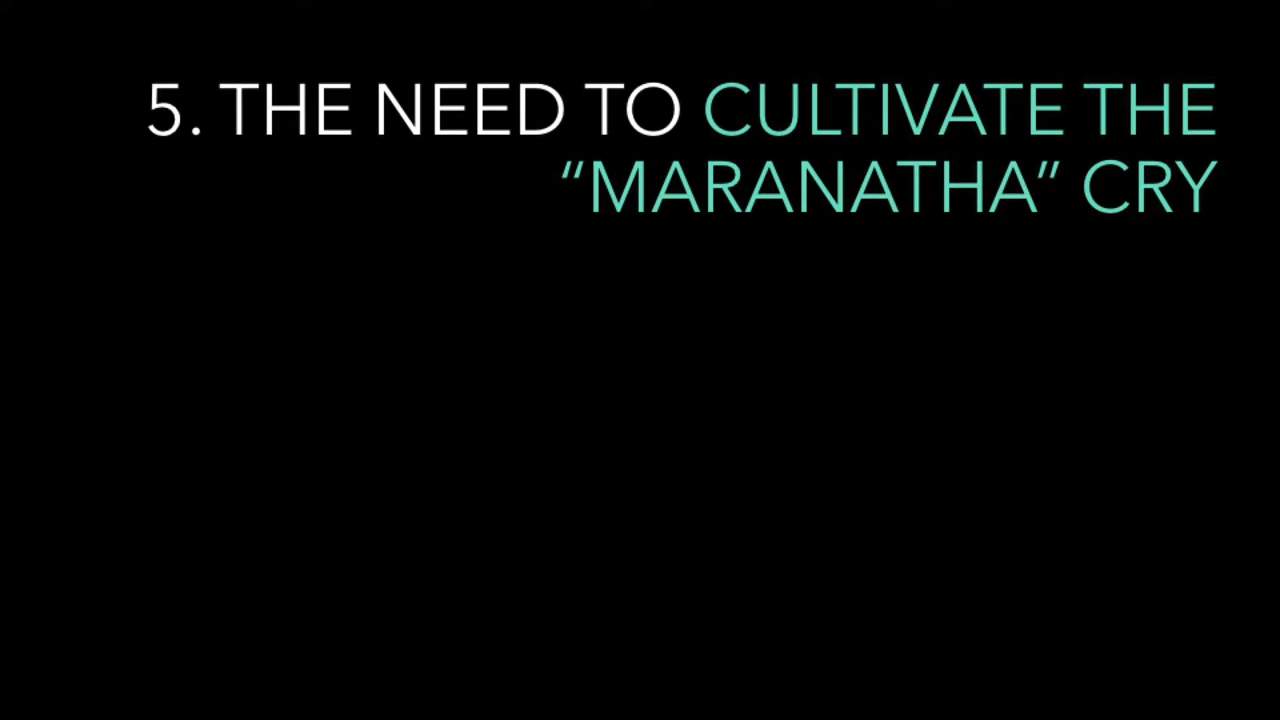 5. THE NEED TO CULTIVATE THE
“MARANATHA” CRY